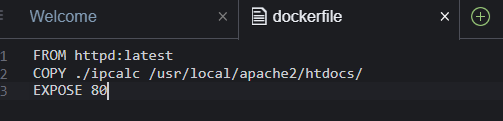 Welcome × dockerfile ×
1 FROM httpd:latest
2 COPY ./ipcalc /usr/local/apache2/htdocs/
3 EXPOSE 80